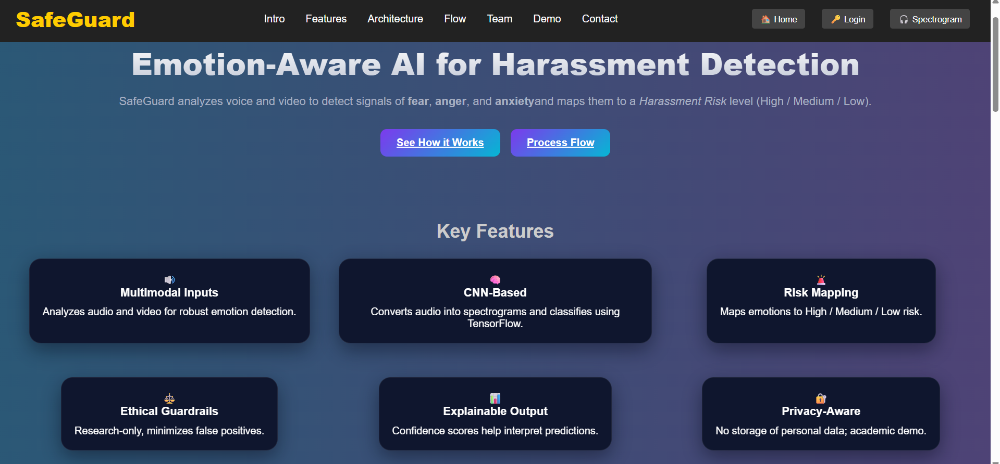 SafeGuard
Intro Features Architecture Flow Team Demo Contact
Home Login Spectrogram
Emotion-Aware AI for Harassment Detection
SafeGuard analyzes voice and video to detect signals of fear, anger, and anxietyand maps them to a Harassment Risk level (High / Medium / Low).
See How it Works Process Flow
Key Features
Multimodal Inputs
Analyzes audio and video for robust emotion detection.
CNN-Based
Converts audio into spectrograms and classifies using
TensorFlow.
Risk Mapping
Maps emotions to High / Medium / Low risk.
Ethical Guardrails
Research-only, minimizes false positives.
Explainable Output
Confidence scores help interpret predictions.
Privacy-Aware
No storage of personal data; academic demo.